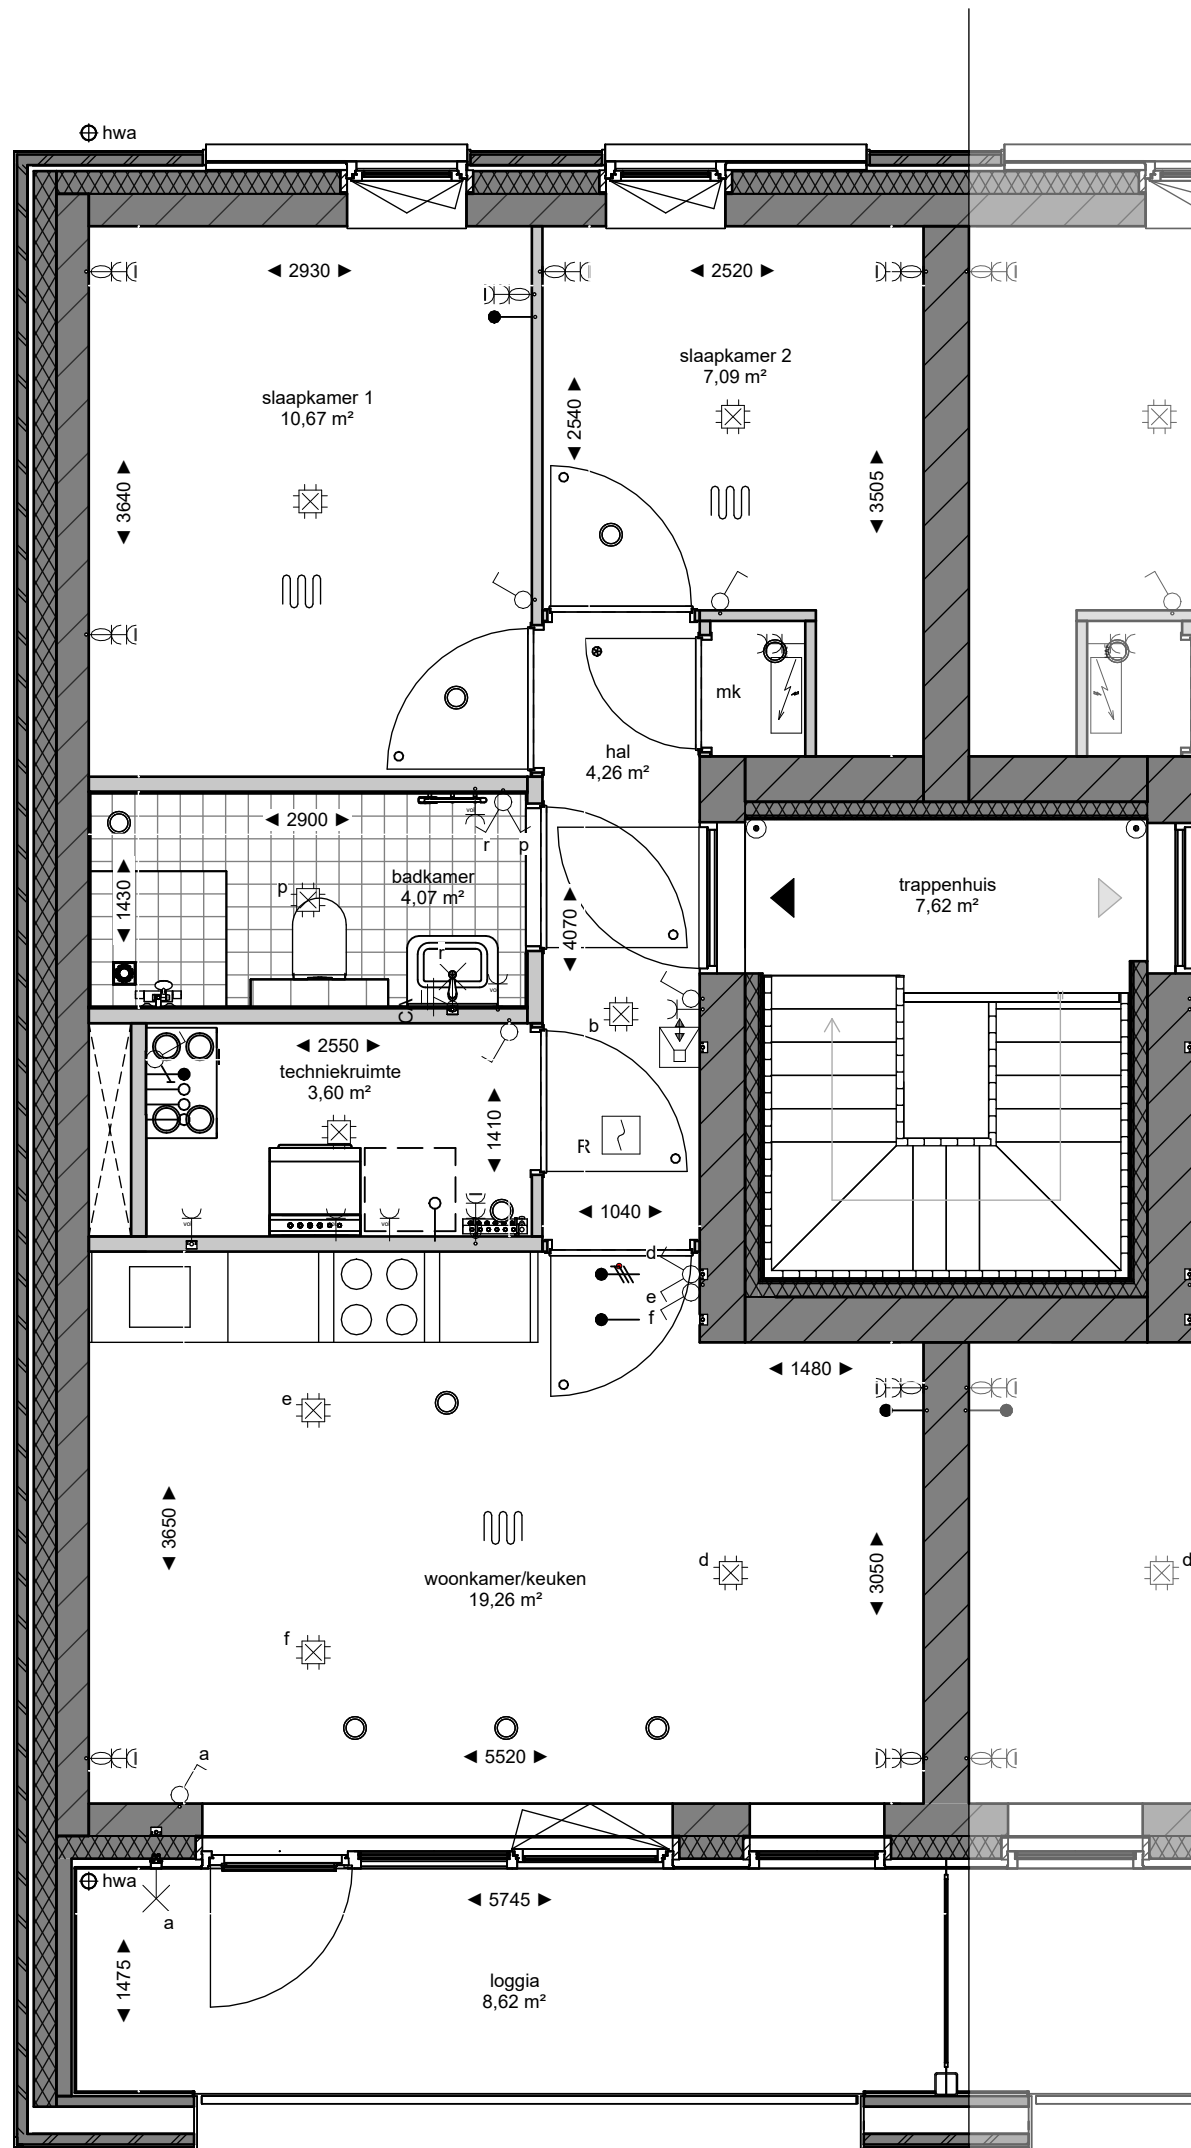 hwa
◄ 2930 ►
◄ 2520 ►
slaapkamer 2
7,09 m²
slaapkamer 1
10,67 m²
◄ 2540 ►
◄ 3640 ►
◄ 3505 ►
mk
hal
4,26 m²
◄ 2900 ►
r
p
badkamer
4,07 m²
p
◄ 1430 ►
trappenhuis
7,62 m²
◄ 4070 ►
r
b
◄ 2550 ►
techniekruimte
3,60 m²
◄ 1410 ►
R
◄ 1040 ►
d
e
f
◄ 1480 ►
e
◄ 3650 ►
◄ 3050 ►
d
d
woonkamer/keuken
19,26 m²
f
◄ 5520 ►
a
hwa
a
◄ 5745 ►
◄ 1475 ►
loggia
8,62 m²